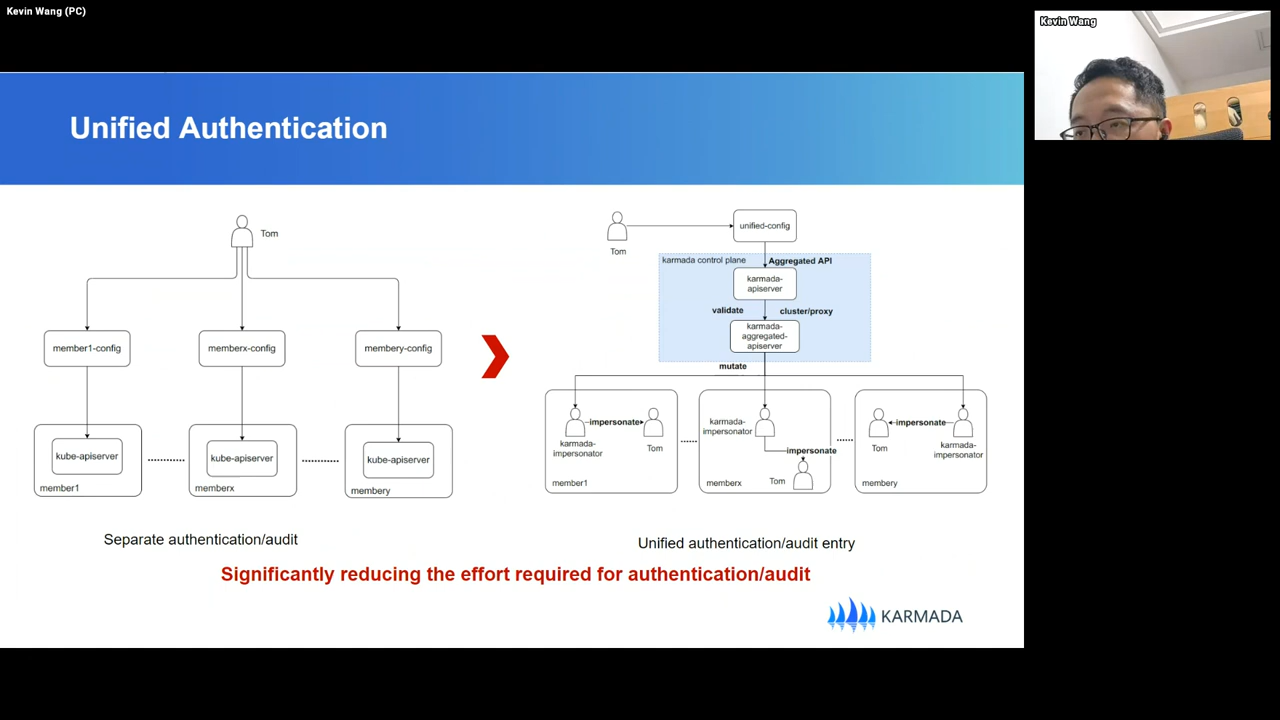 Kevin Wang (PC)
Kevin Wang
Unified Authentication
Tom
member1-config
memberx-config
membery-config
kube-apiserver
kube-apiserver
kube-apiserver
member1
memberx
membery
Separate authentication/audit
Tom
unified-config
karmada control plane
Aggregated API
karmada-
apiserver
validate
cluster/proxy
karmada-
aggregated-
apiserver
mutate
impersonate
karmada-
impersonator
Tom
member1
karmada-
impersonator
impersonate
Tom
memberx
impersonate
Tom
karmada-
impersonator
membery
Unified authentication/audit entry
Significantly reducing the effort required for authentication/audit
KARMADA